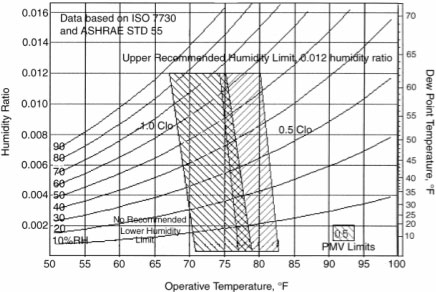 0.016
0.014
0.012
0.010
0.008
0.006
0.004
0.002
Humidity Ratio
Data based on ISO 7730
and ASHRAE STD 55
Upper Recommended Humidity Limit, 0.012 humidity ratio
1.0 Clo
0.5 Clo
90
80
70
60
50
40
30
20
10%RH
No Recommended
Lower Humidity
Limit
0.5
PMV Limits
70
65
60
55
50
45
40
35
30
25
20
10
Dew Point Temperature, °F
50 55 60 65 70 75 80 85 90 95 100
Operative Temperature, °F